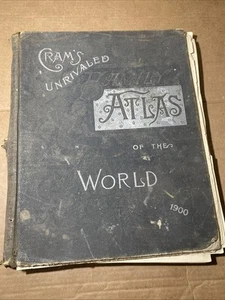 CRAM'S
UNRIVALED
ATLAS
OF THE
WORLD
1900